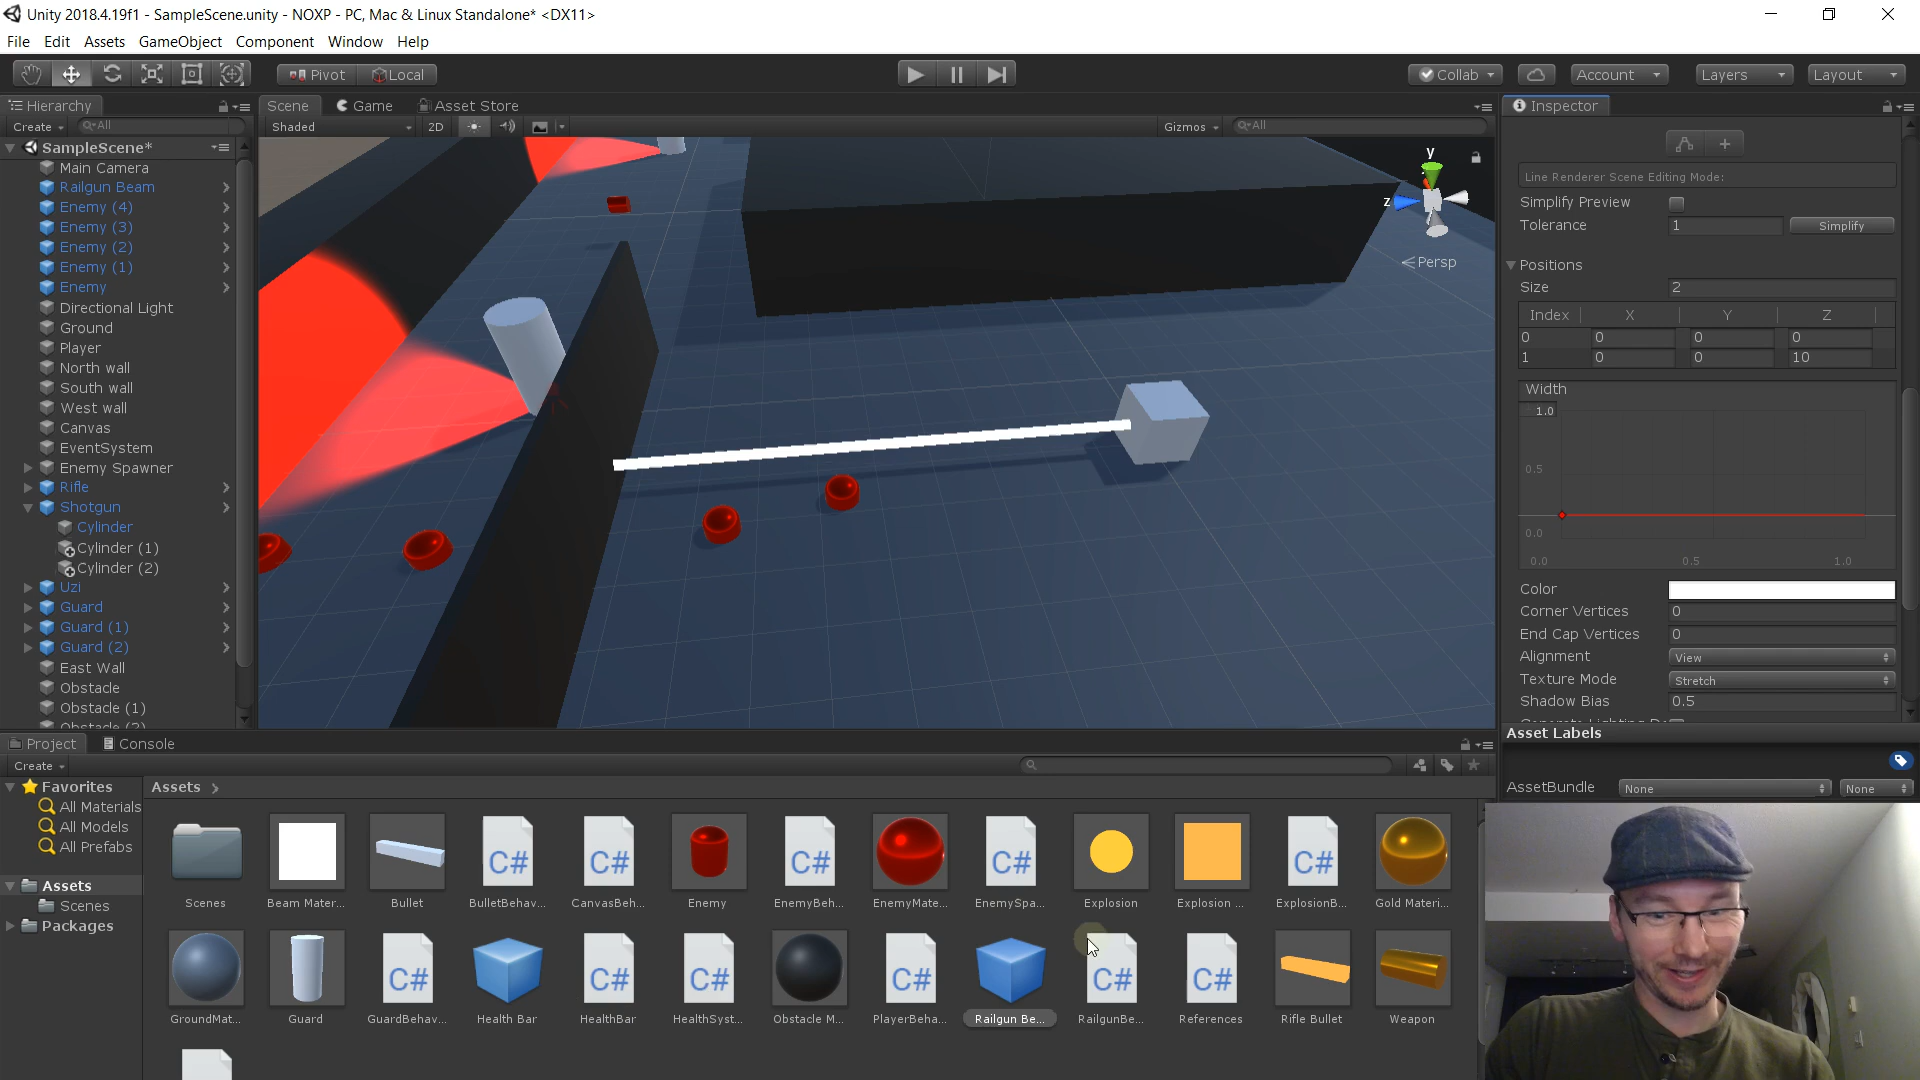 Unity 2018.4.19f1 - SampleScene.unity - NOXP - PC, Mac & Linux Standalone* <DX11>
File Edit Assets GameObject Component Window Help
Pivot Local Collab Account Layers Layout
Hierarchy
Create All
SampleScene*
Main Camera
Railgun Beam
Enemy (4)
Enemy (3)
Enemy (2)
Enemy (1)
Enemy
Directional Light
Ground
Player
North wall
South wall
West wall
Canvas
EventSystem
Enemy Spawner
Rifle
Shotgun
Cylinder
Cylinder (1)
Cylinder (2)
Uzi
Guard
Guard (1)
Guard (2)
East Wall
Obstacle
Obstacle (1)
Obstacle (2)
Scene Game Asset Store
Shaded 2D Gizmos All
y
z
Persp
Inspector
Line Renderer Scene Editing Mode:
Simplify Preview
Tolerance 1 Simplify
Positions
Size 2
Index X Y Z
0 0 0 0
1 0 0 10
Width
1.0
0.5
0.0
0.0 0.5 1.0
Color
Corner Vertices 0
End Cap Vertices 0
Alignment View
Texture Mode Stretch
Shadow Bias 0.5
Asset Labels
AssetBundle None None
Project Console
Create
Favorites
All Materials
All Models
All Prefabs
Assets
Scenes
Packages
Assets
Scenes Beam Mater... Bullet BulletBehav... CanvasBeh... Enemy EnemyBeh... EnemyMate... EnemySpa... Explosion Explosion ... ExplosionB... Gold Materi...
C# C# C# C# C#
GroundMat... Guard GuardBehav... Health Bar HealthBar HealthSyst... Obstacle M... PlayerBeha... Railgun Be... RailgunBe... References Rifle Bullet Weapon
C# C# C# C# C# C#